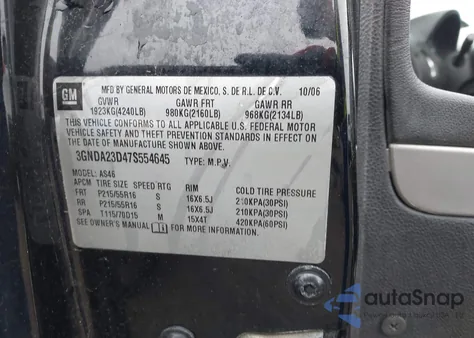 GM
MFD BY GENERAL MOTORS DE MEXICO, S. DE R.L. DE C.V. 10/06
GVWR GAWR FRT GAWR RR
1923KG(4240LB) 980KG(2160LB) 968KG(2134LB)
THIS VEHICLE CONFORMS TO ALL APPLICABLE U.S. FEDERAL MOTOR
VEHICLE SAFETY AND THEFT PREVENTION STANDARDS IN EFFECT ON
THE DATE OF MANUFACTURE SHOWN ABOVE.
3GNDA23D47S554645 TYPE: M.P.V.
MODEL: AS46
APCM TIRE SIZE SPEED RTG RIM COLD TIRE PRESSURE
FRT P215/55R16 S 16X6.5J 210KPA(30PSI)
RR P215/55R16 S 16X6.5J 210KPA(30PSI)
SPA T115/70D15 M 15X4T 420KPA(60PSI)
SEE OWNER'S MANUAL FOR MORE INFORMATION.
autoSnap